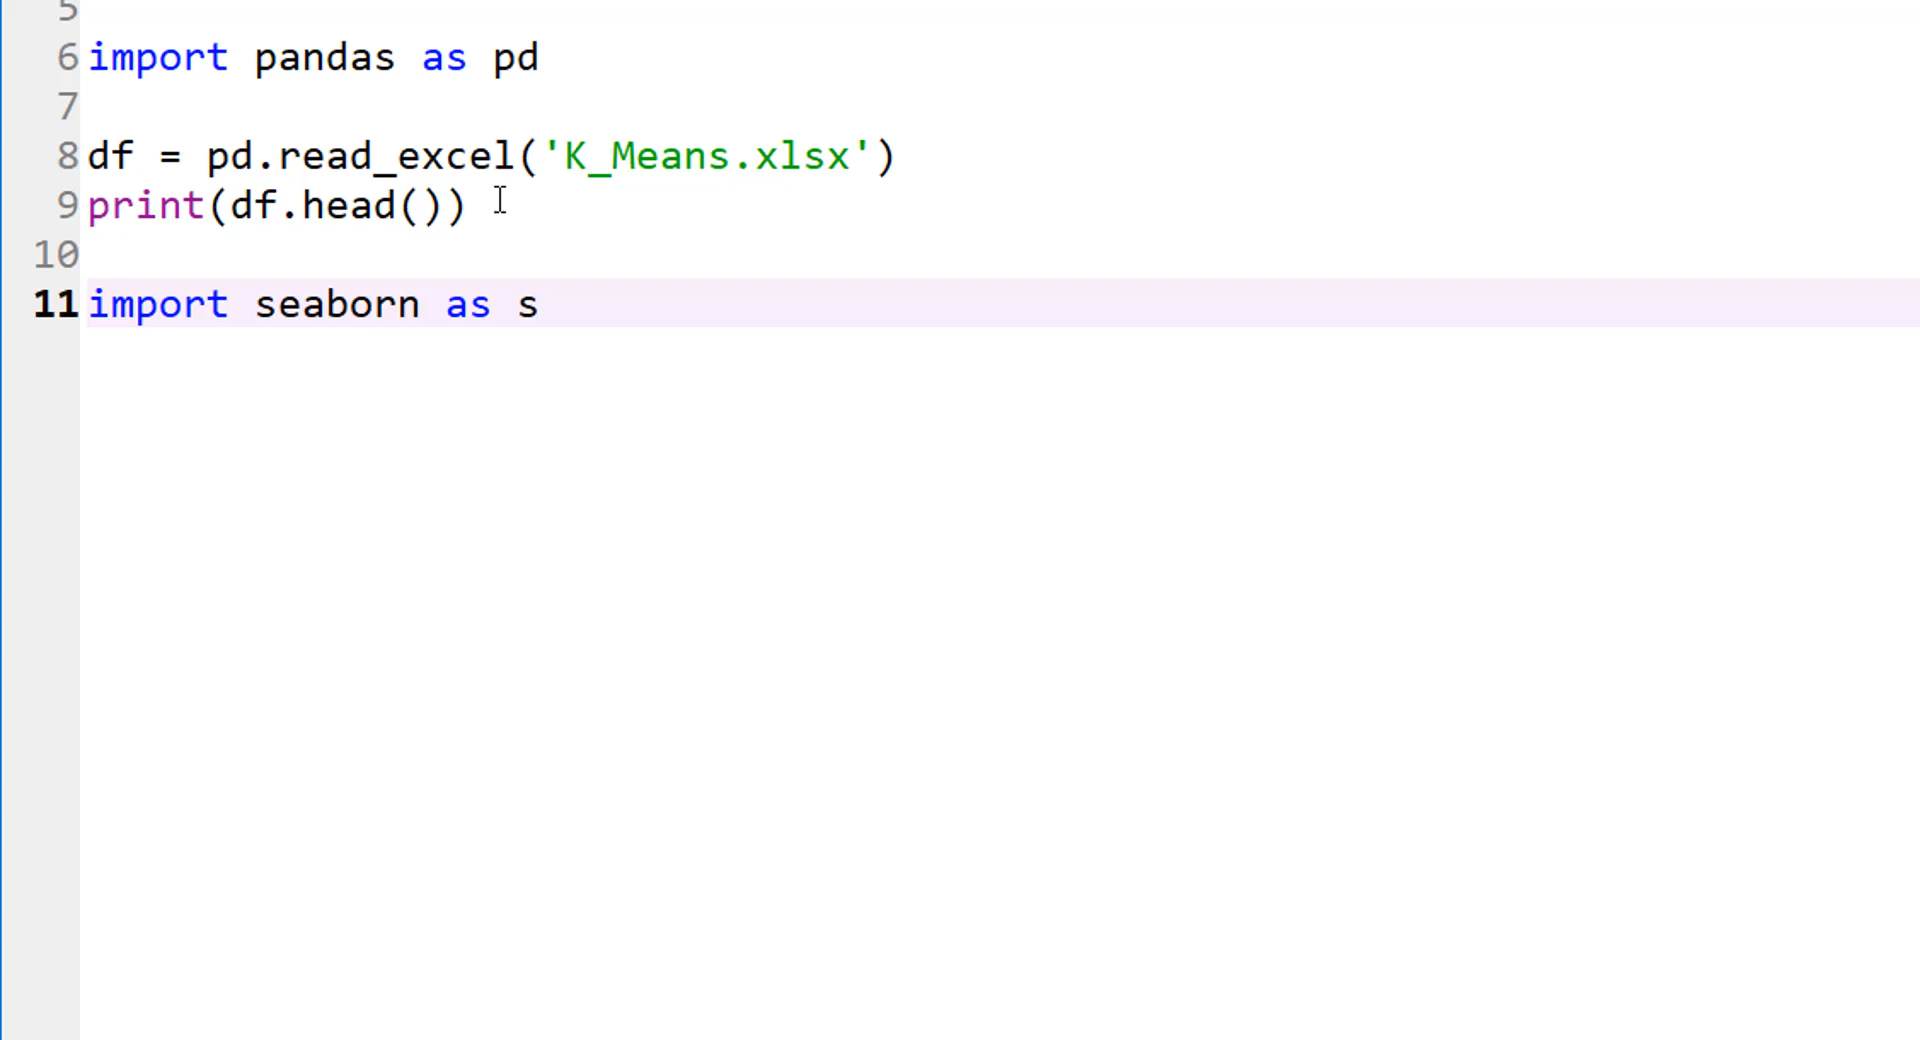 5
6 import pandas as pd
7
8 df = pd.read_excel('K_Means.xlsx')
9 print(df.head())
10
11 import seaborn as s